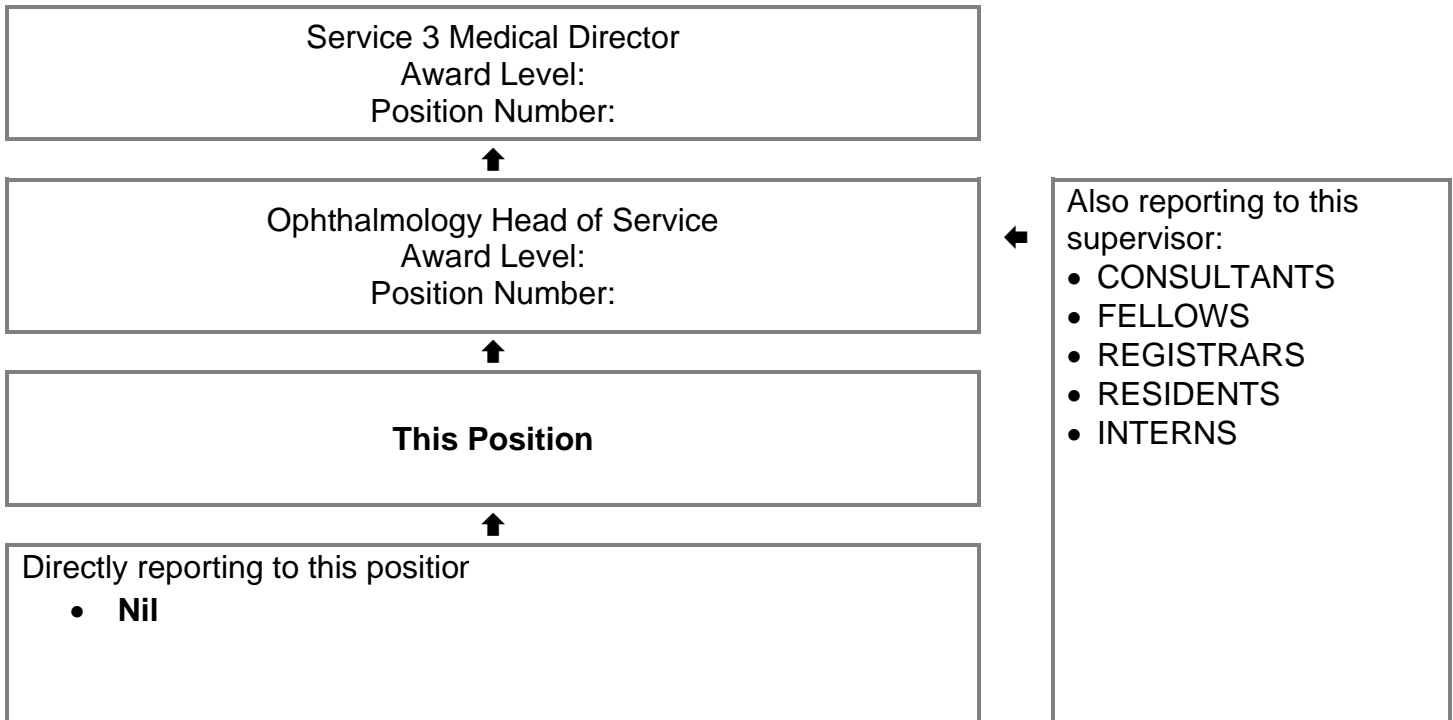 Service 3 Medical Director
Award Level:
Position Number:
Ophthalmology Head of Service
Award Level:
Position Number:
Also reporting to this
supervisor:
• CONSULTANTS
• FELLOWS
• REGISTRARS
• RESIDENTS
• INTERNS
This Position
Directly reporting to this positior
• Nil